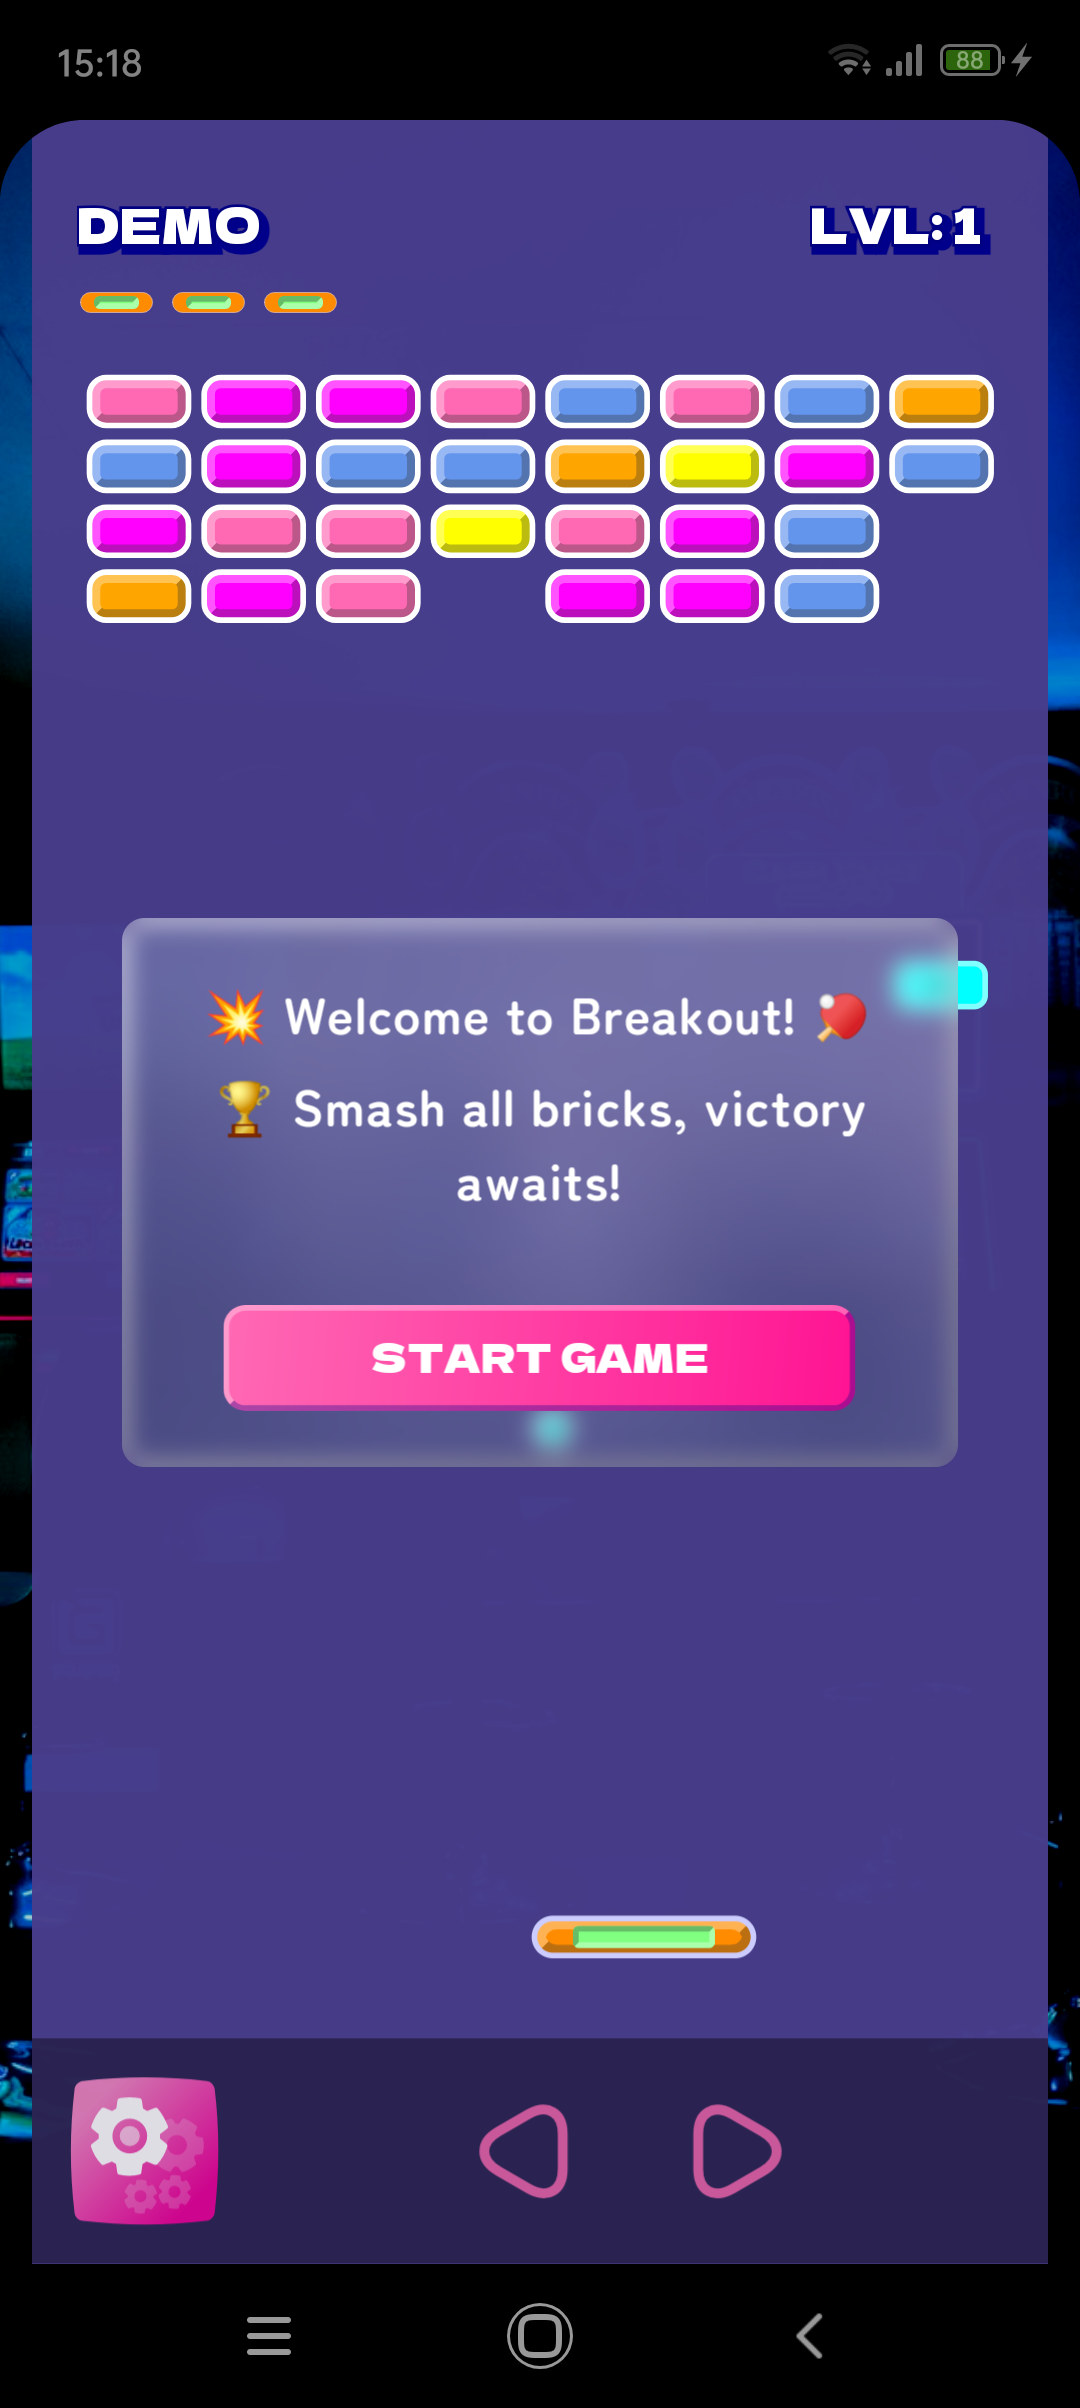 15:18
88
DEMO
LVL:1
💥 Welcome to Breakout! 🏓
🏆 Smash all bricks, victory
awaits!
START GAME